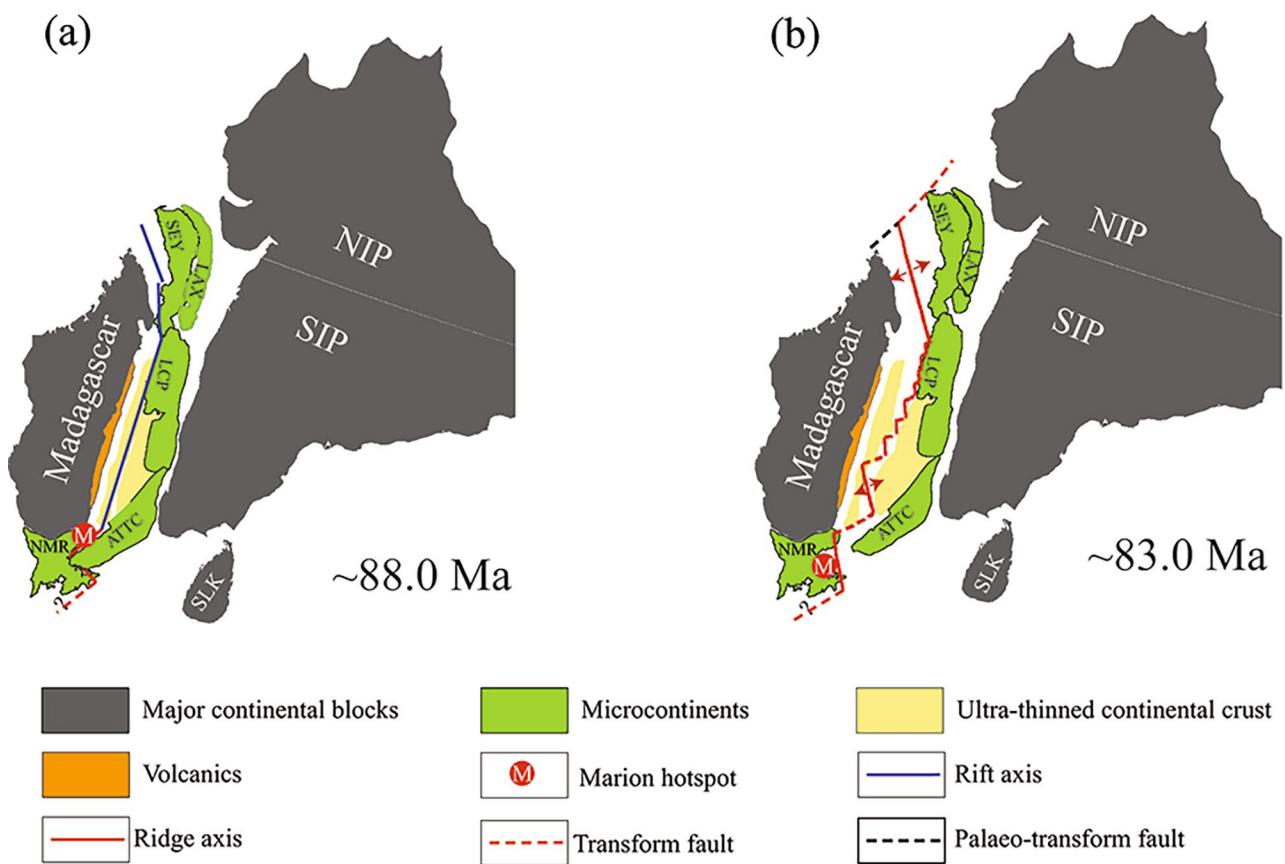 (a)
NIP
SIP
SEY
LAX
Madagascar
LCP
M
NMR
ATTC
?
SLK
~88.0 Ma
(b)
NIP
SIP
SEY
LAX
Madagascar
LCP
ATTC
NMR
M
?
SLK
~83.0 Ma
Major continental blocks
Microcontinents
Ultra-thinned continental crust
Volcanics
M
Marion hotspot
Rift axis
Ridge axis
Transform fault
Palaeo-transform fault